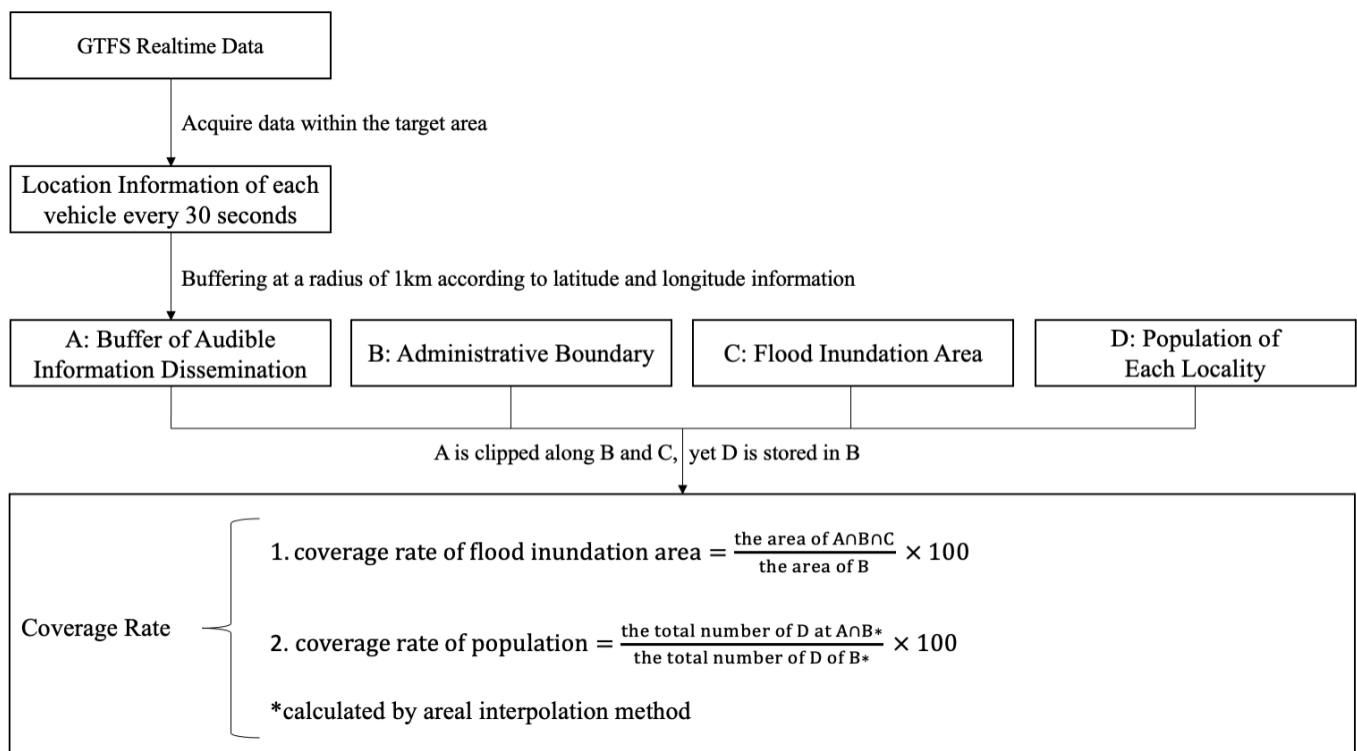 GTFS Realtime Data
Acquire data within the target area
Location Information of each
vehicle every 30 seconds
Buffering at a radius of 1km according to latitude and longitude information
A: Buffer of Audible
Information Dissemination
B: Administrative Boundary
C: Flood Inundation Area
D: Population of
Each Locality
A is clipped along B and C, yet D is stored in B
Coverage Rate
1. coverage rate of flood inundation area = the area of A∩B∩C / the area of B × 100
2. coverage rate of population = the total number of D at A∩B* / the total number of D of B* × 100
*calculated by areal interpolation method